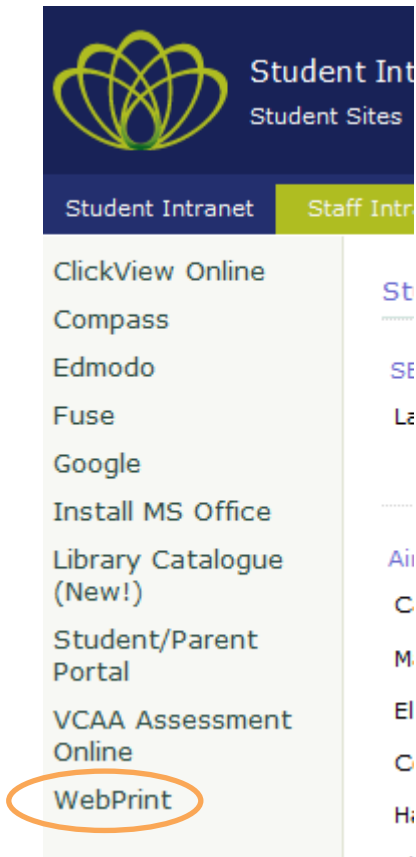 Student Int
Student Sites
Student Intranet
Staff Intr
ClickView Online
Compass
Edmodo
Fuse
Google
Install MS Office
Library Catalogue
(New!)
Student/Parent
Portal
VCAA Assessment
Online
WebPrint
St
SE
La
Air
Ca
Ma
El
Co
Ha